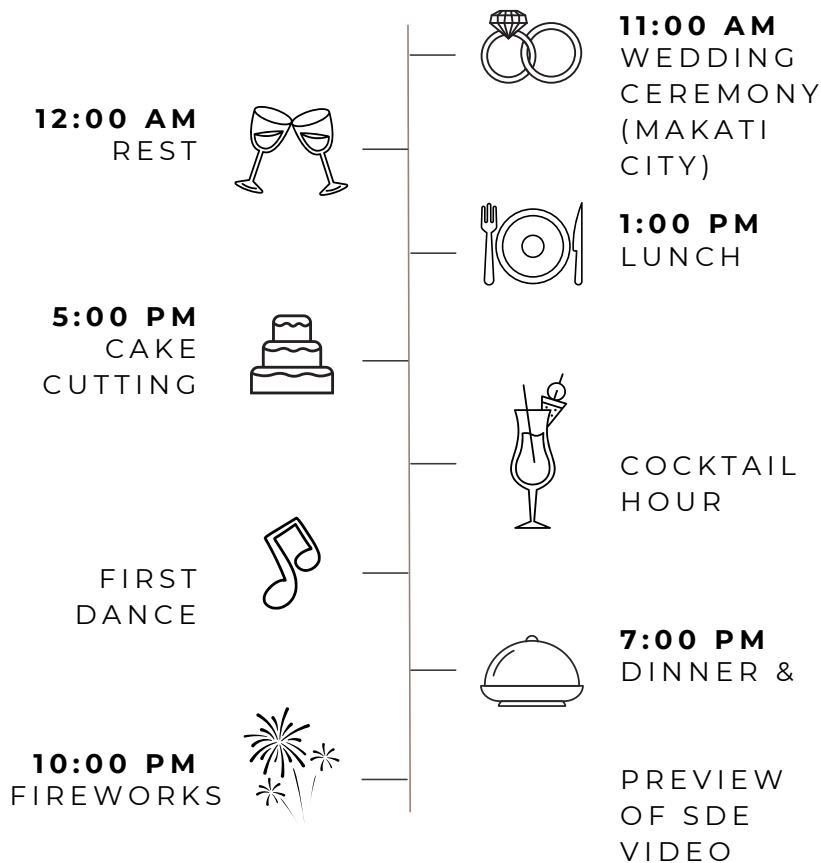 11:00 AM
WEDDING
CEREMONY
(MAKATI
CITY)
12:00 AM
REST
1:00 PM
LUNCH
5:00 PM
CAKE
CUTTING
COCKTAIL
HOUR
FIRST
DANCE
7:00 PM
DINNER &
10:00 PM
FIREWORKS
PREVIEW
OF SDE
VIDEO